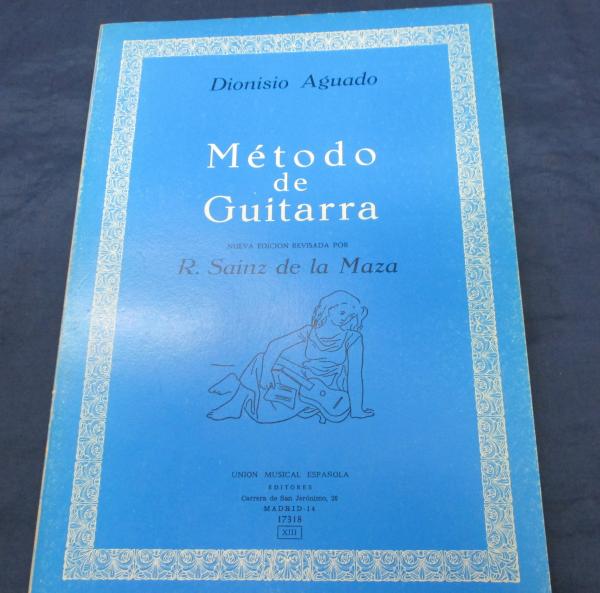 Dionisio Aguado
Método
de
Guitarra
NUEVA EDICION REVISADA POR
R. Sainz de la Maza
UNION MUSICAL ESPAÑOLA
EDITORES
Carrera de San Jerónimo, 26
MADRID-14
17318
XIII